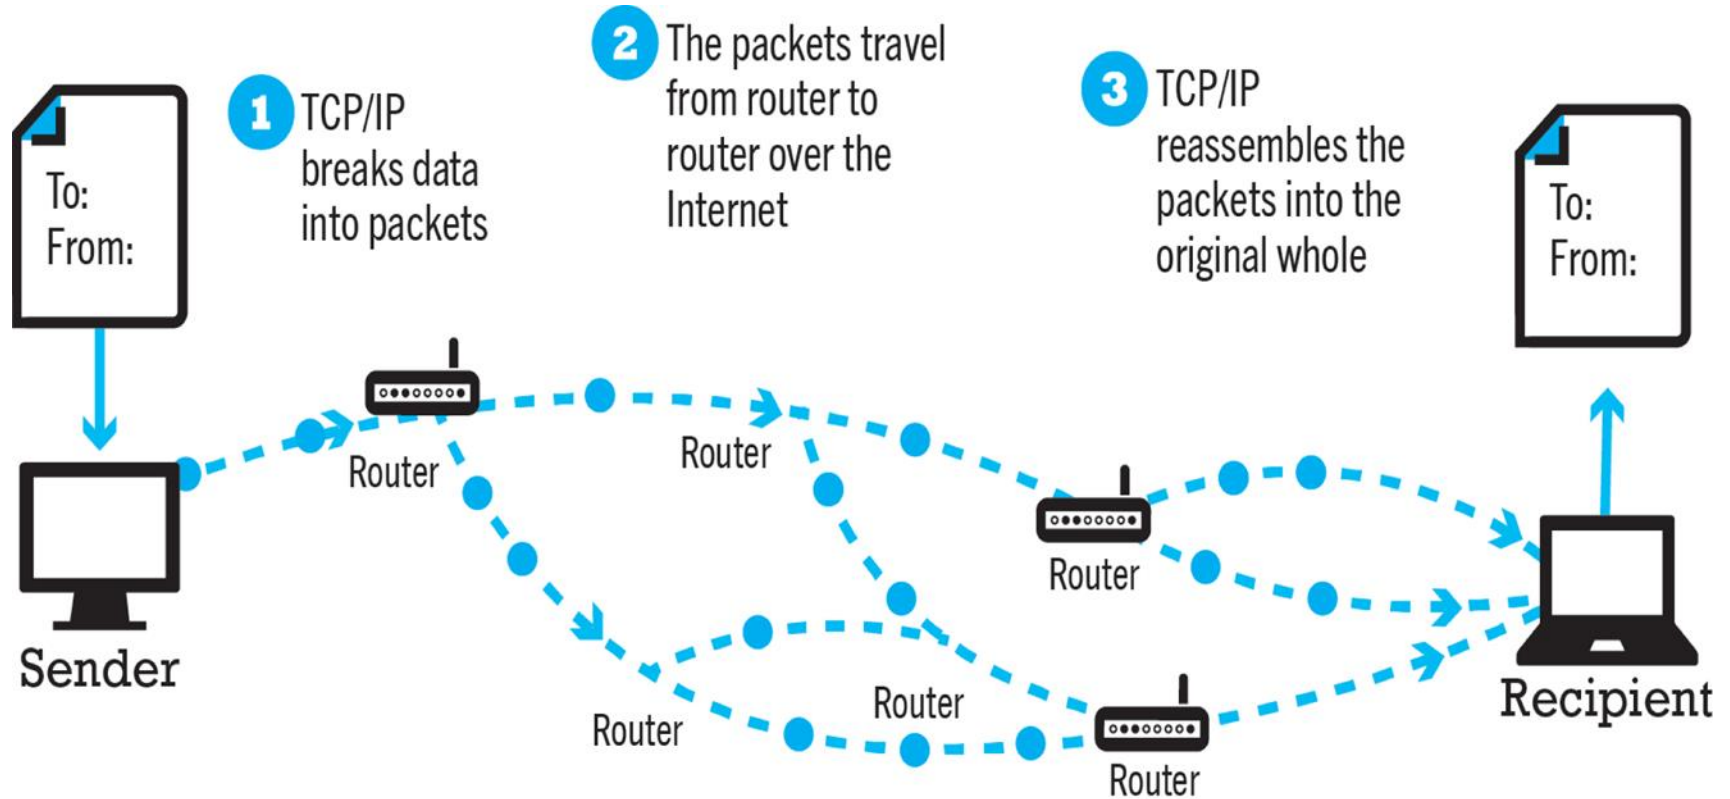 1
TCP/IP
breaks data
into packets
2
The packets travel
from router to
router over the
Internet
3
TCP/IP
reassembles the
packets into the
original whole
To:
From:
To:
From:
Router
Router
Router
Router
Router
Router
Sender
Recipient